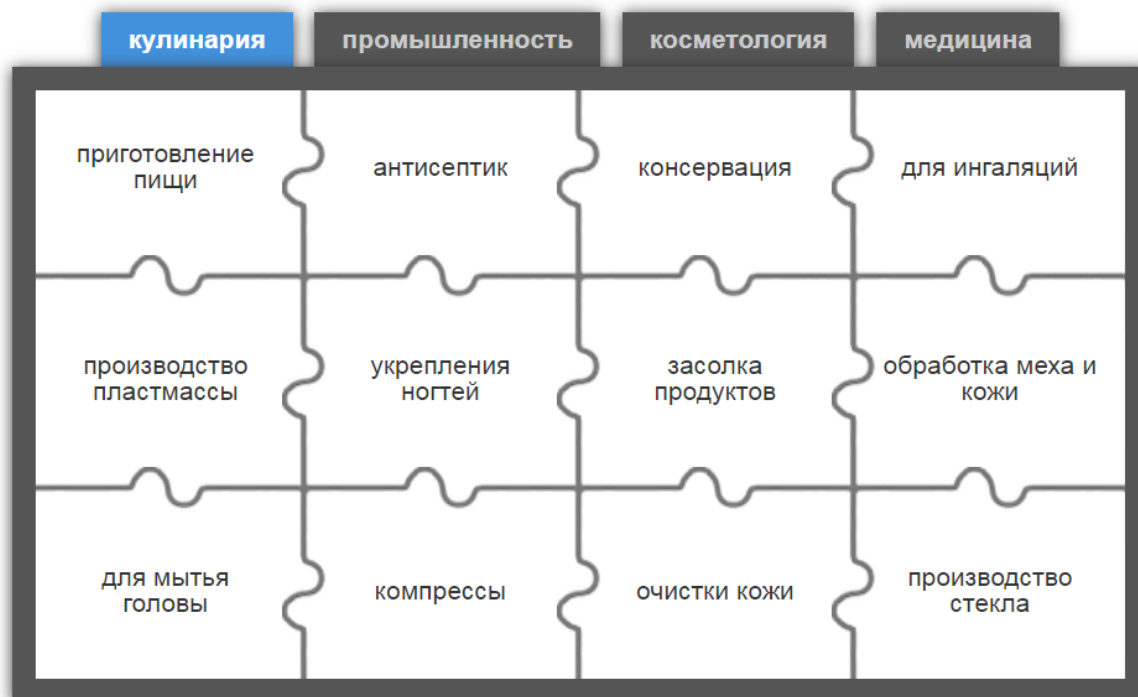 кулинария
промышленность
косметология
медицина
приготовление
пищи
антисептик
консервация
для ингаляций
производство
пластмассы
укрепления
ногтей
засолка
продуктов
обработка меха и
кожи
для мытья
головы
компрессы
очистки кожи
производство
стекла